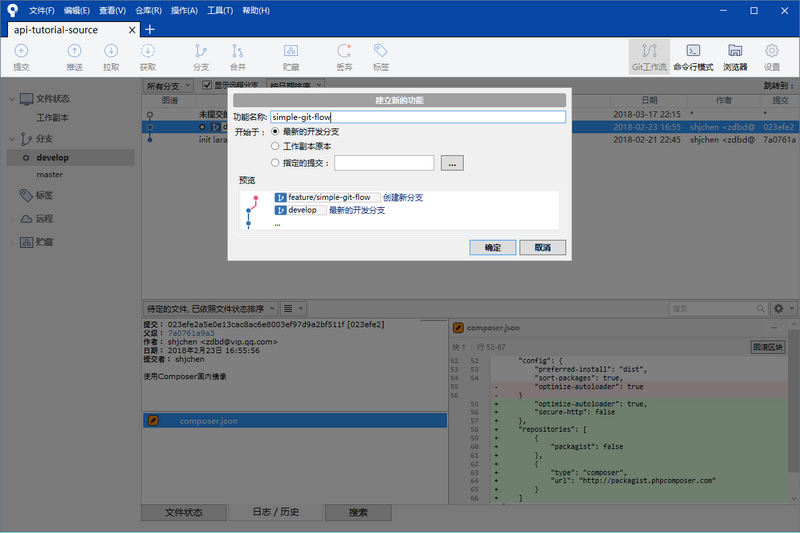 文件(F) 编辑(E) 查看(V) 仓库(R) 操作(A) 工具(T) 帮助(H)
api-tutorial-source
提交 推送 拉取 获取 分支 合并 贮藏 丢弃 标签 Git工作流 命令行模式 浏览器 设置
所有分支 显示远程分支 按日期排序 跳转到：
图谱 日期 作者 提交
未提交的 2018-03-17 22:15 * *
2018-02-23 16:55 shjchen <zdbd@ 023efe2
init lara 2018-02-21 22:45 shjchen <zdbd@ 7a0761a
文件状态
工作副本
分支
develop
master
标签
远程
贮藏
建立新的功能
功能名称: simple-git-flow
开始于： 最新的开发分支
工作副本原本
指定的提交： ...
预览
feature/simple-git-flow 创建新分支
develop 最新的开发分支
...
确定 取消
待定的文件, 已依照文件状态排序 搜索
提交： 023efe2a5e0e13cac8ac6e8003ef97d9a2bf511f [023efe2]
父级： 7a0761a9a3
作者： shjchen <zdbd@vip.qq.com>
日期： 2018年2月23日 16:55:56
提交者： shjchen
使用Composer国内镜像
composer.json
composer.json
块 1 ： 行 52-67 回滚区块
52 52 "config": {
53 53 "preferred-install": "dist",
54 54 "sort-packages": true,
55 - "optimize-autoloader": true
56 - }
55 + "optimize-autoloader": true,
56 + "secure-http": false
57 + },
58 + "repositories": [
59 + {
60 + "packagist": false
61 + },
62 + {
63 + "type": "composer",
64 + "url": "http://packagist.phpcomposer.com"
65 + }
66 + ]
文件状态 日志 / 历史 搜索